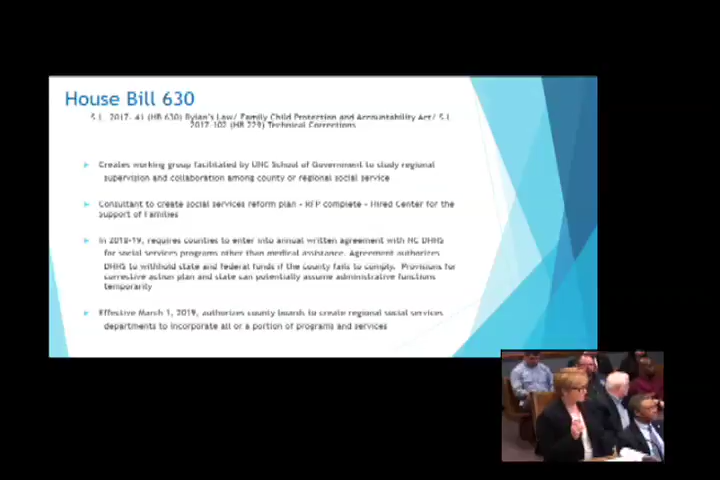 House Bill 630
S.L. 2017- 41 (HB 630) Rylan's Law/ Family Child Protection and Accountability Act/ S.L.
2017-102 (HB 229) Technical Corrections
Creates working group facilitated by UNC School of Government to study regional
supervision and collaboration among county or regional social service
Consultant to create social services reform plan - RFP complete - Hired Center for the
Support of Families
In 2018-19, requires counties to enter into annual written agreement with NC DHHS
for social services programs other than medical assistance. Agreement authorizes
DHHS to withhold state and federal funds if the county fails to comply. Provisions for
corrective action plan and state can potentially assume administrative functions
temporarily
Effective March 1, 2019, authorizes county boards to create regional social services
departments to incorporate all or a portion of programs and services